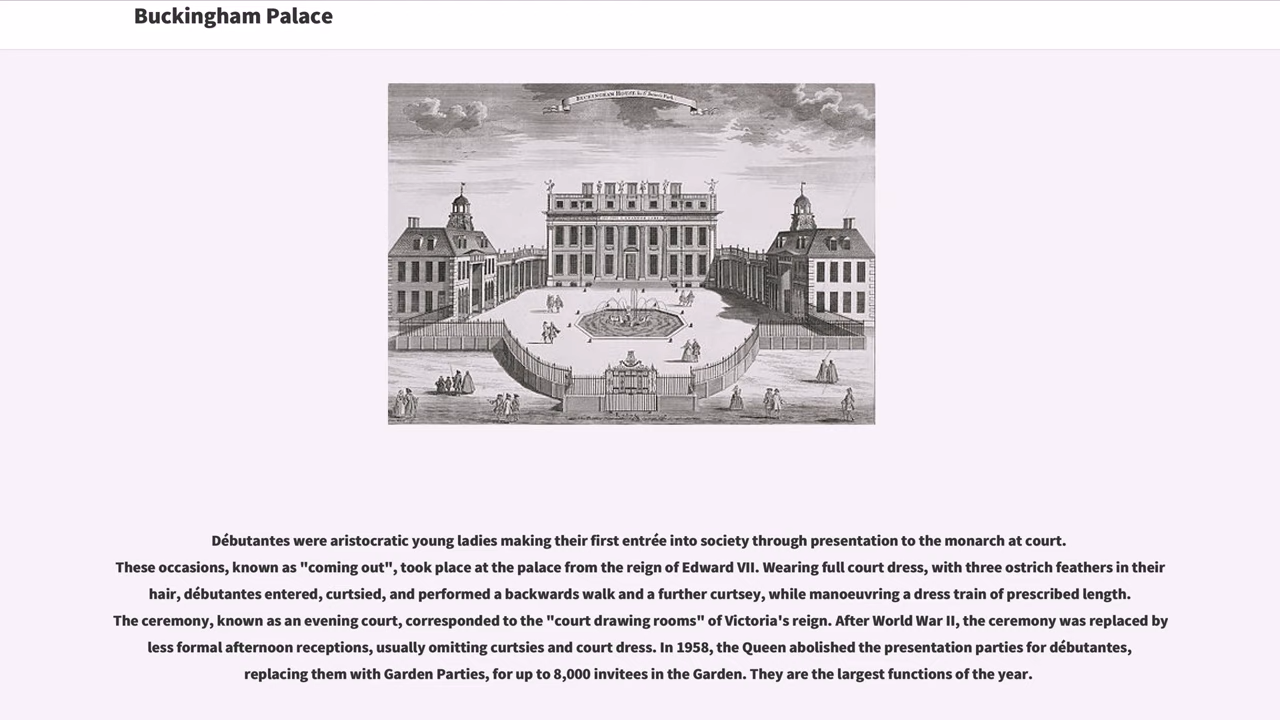 Buckingham Palace
BUCKINGHAM HOUSE in St. James's Park.
Débutantes were aristocratic young ladies making their first entrée into society through presentation to the monarch at court.
These occasions, known as "coming out", took place at the palace from the reign of Edward VII. Wearing full court dress, with three ostrich feathers in their
hair, débutantes entered, curtsied, and performed a backwards walk and a further curtsey, while manoeuvring a dress train of prescribed length.
The ceremony, known as an evening court, corresponded to the "court drawing rooms" of Victoria's reign. After World War II, the ceremony was replaced by
less formal afternoon receptions, usually omitting curtsies and court dress. In 1958, the Queen abolished the presentation parties for débutantes,
replacing them with Garden Parties, for up to 8,000 invitees in the Garden. They are the largest functions of the year.